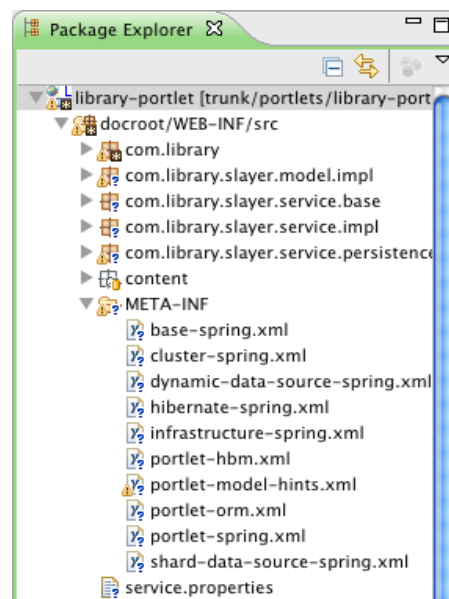 Package Explorer
library-portlet [trunk/portlets/library-port
docroot/WEB-INF/src
com.library
com.library.slayer.model.impl
com.library.slayer.service.base
com.library.slayer.service.impl
com.library.slayer.service.persistence
content
META-INF
base-spring.xml
cluster-spring.xml
dynamic-data-source-spring.xml
hibernate-spring.xml
infrastructure-spring.xml
portlet-hbm.xml
portlet-model-hints.xml
portlet-orm.xml
portlet-spring.xml
shard-data-source-spring.xml
service.properties